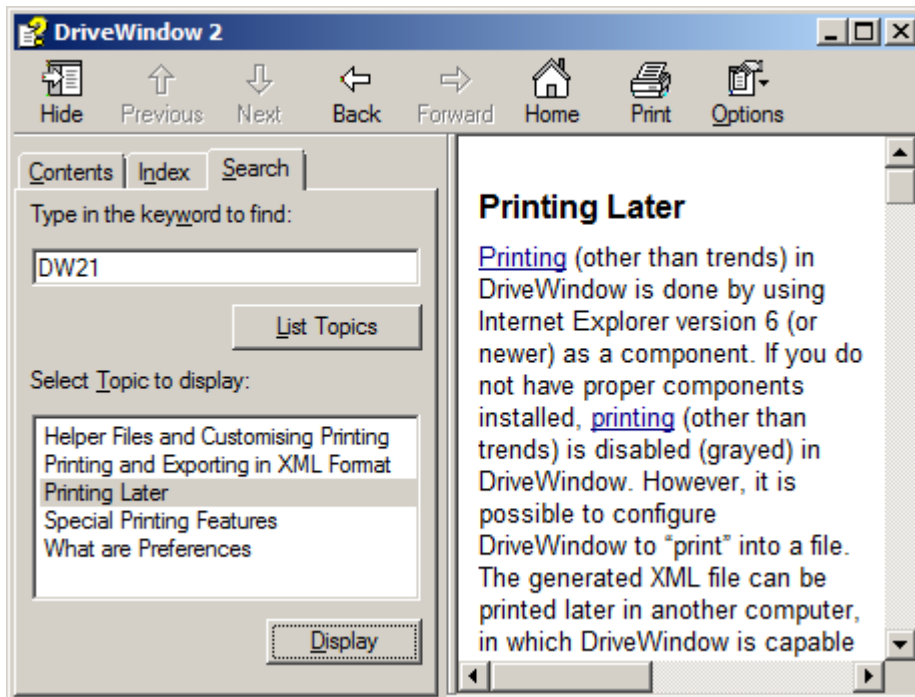 DriveWindow 2
Hide Previous Next Back Forward Home Print Options
Contents Index Search
Type in the keyword to find:
DW21
List Topics
Select Topic to display:
Helper Files and Customising Printing
Printing and Exporting in XML Format
Printing Later
Special Printing Features
What are Preferences
Display
Printing Later
Printing (other than trends) in
DriveWindow is done by using
Internet Explorer version 6 (or
newer) as a component. If you do
not have proper components
installed, printing (other than
trends) is disabled (grayed) in
DriveWindow. However, it is
possible to configure
DriveWindow to “print” into a file.
The generated XML file can be
printed later in another computer,
in which DriveWindow is capable